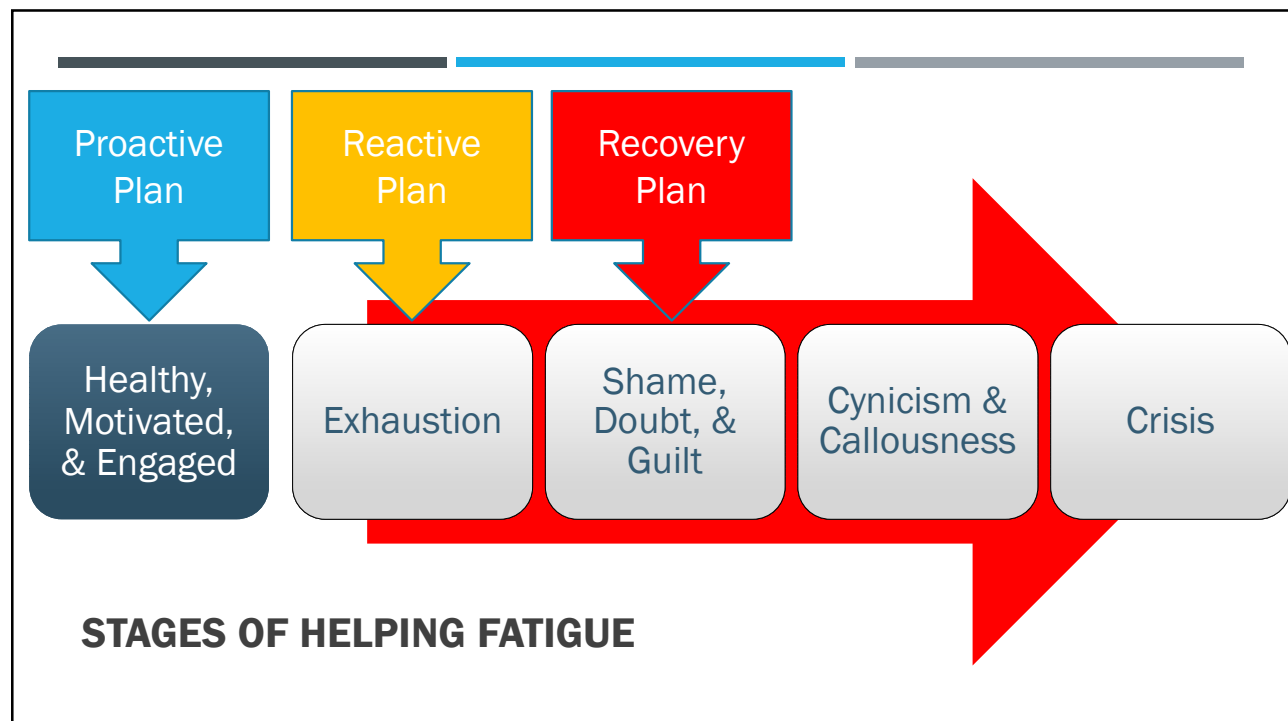 Proactive
Plan
Reactive
Plan
Recovery
Plan
Healthy,
Motivated,
& Engaged
Exhaustion
Shame,
Doubt, &
Guilt
Cynicism &
Callousness
Crisis
STAGES OF HELPING FATIGUE